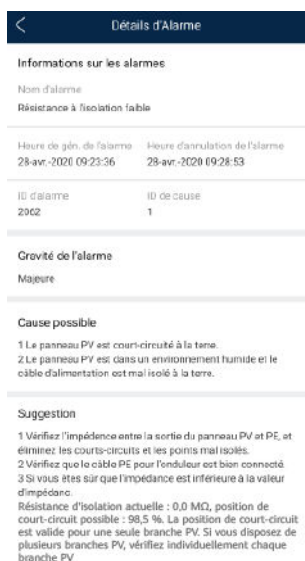 Détails d'Alarme
Informations sur les alarmes
Nom d'alarme
Résistance à l'isolation faible
Heure de gén. de l'alarme Heure d'annulation de l'alarme
28-avr.-2020 09:23:36 28-avr.-2020 09:28:53
ID d'alarme ID de cause
2062 1
Gravité de l'alarme
Majeure
Cause possible
1 Le panneau PV est court-circuité à la terre.
2 Le panneau PV est dans un environnement humide et le
câble d'alimentation est mal isolé à la terre.
Suggestion
1 Vérifiez l'impédence entre la sortie du panneau PV et PE, et
éliminez les courts-circuits et les points mal isolés.
2 Vérifiez que le câble PE pour l'onduleur est bien connecté.
3 Si vous êtes sûr que l'impédance est inférieure à la valeur
d'impédanc.
Résistance d'isolation actuelle : 0,0 MΩ, position de
court-circuit possible : 98,5 %. La position de court-circuit
est valide pour une seule branche PV. Si vous disposez de
plusieurs branches PV, vérifiez individuellement chaque
branche PV